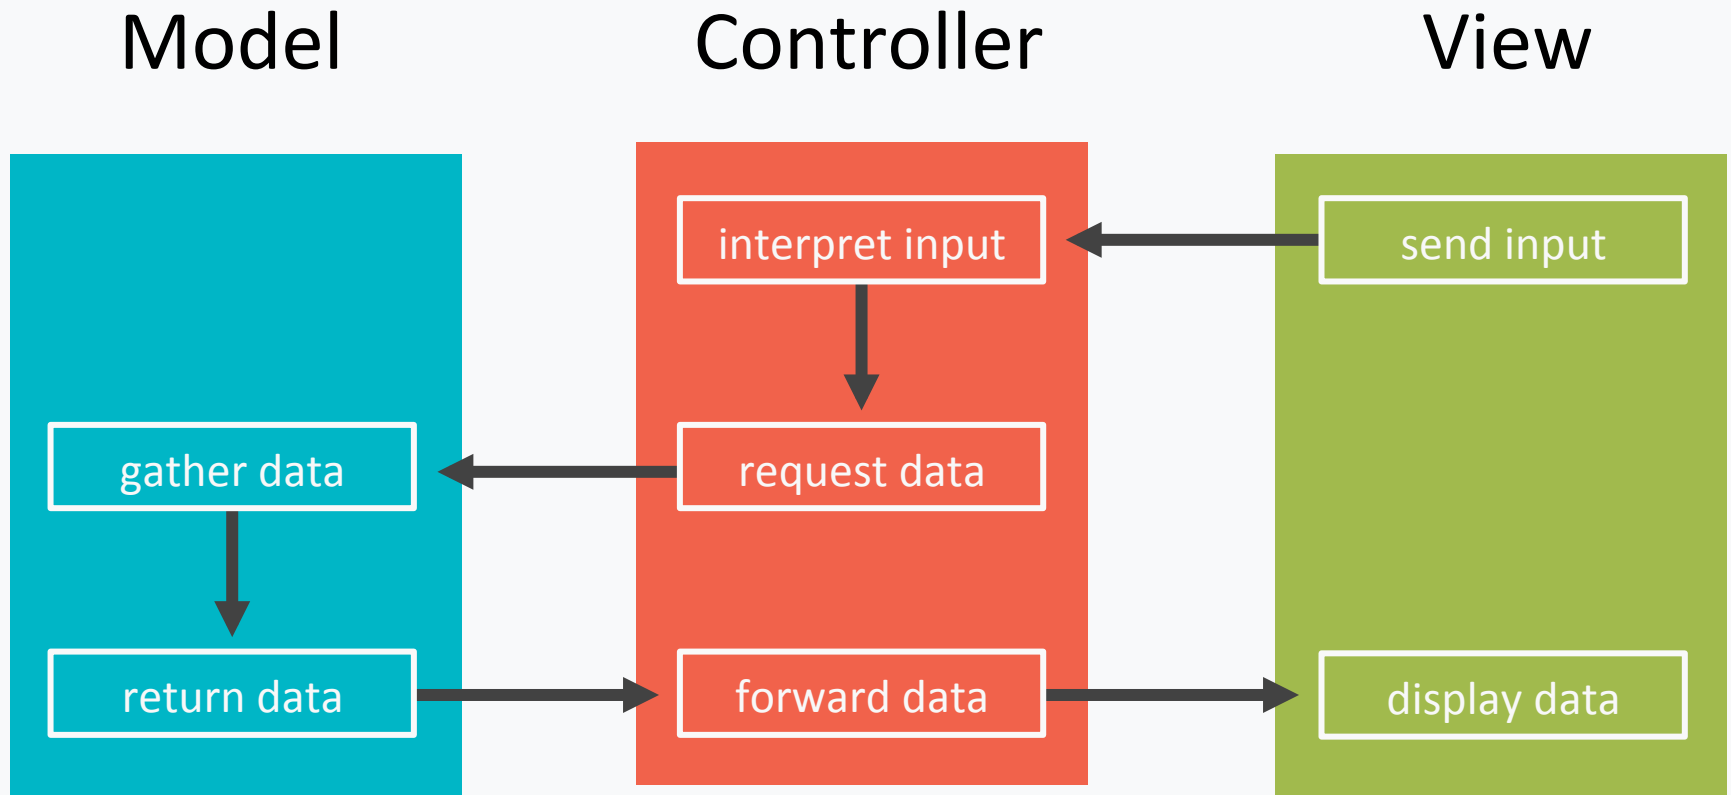 Model
Controller
View
interpret input
send input
gather data
request data
return data
forward data
display data